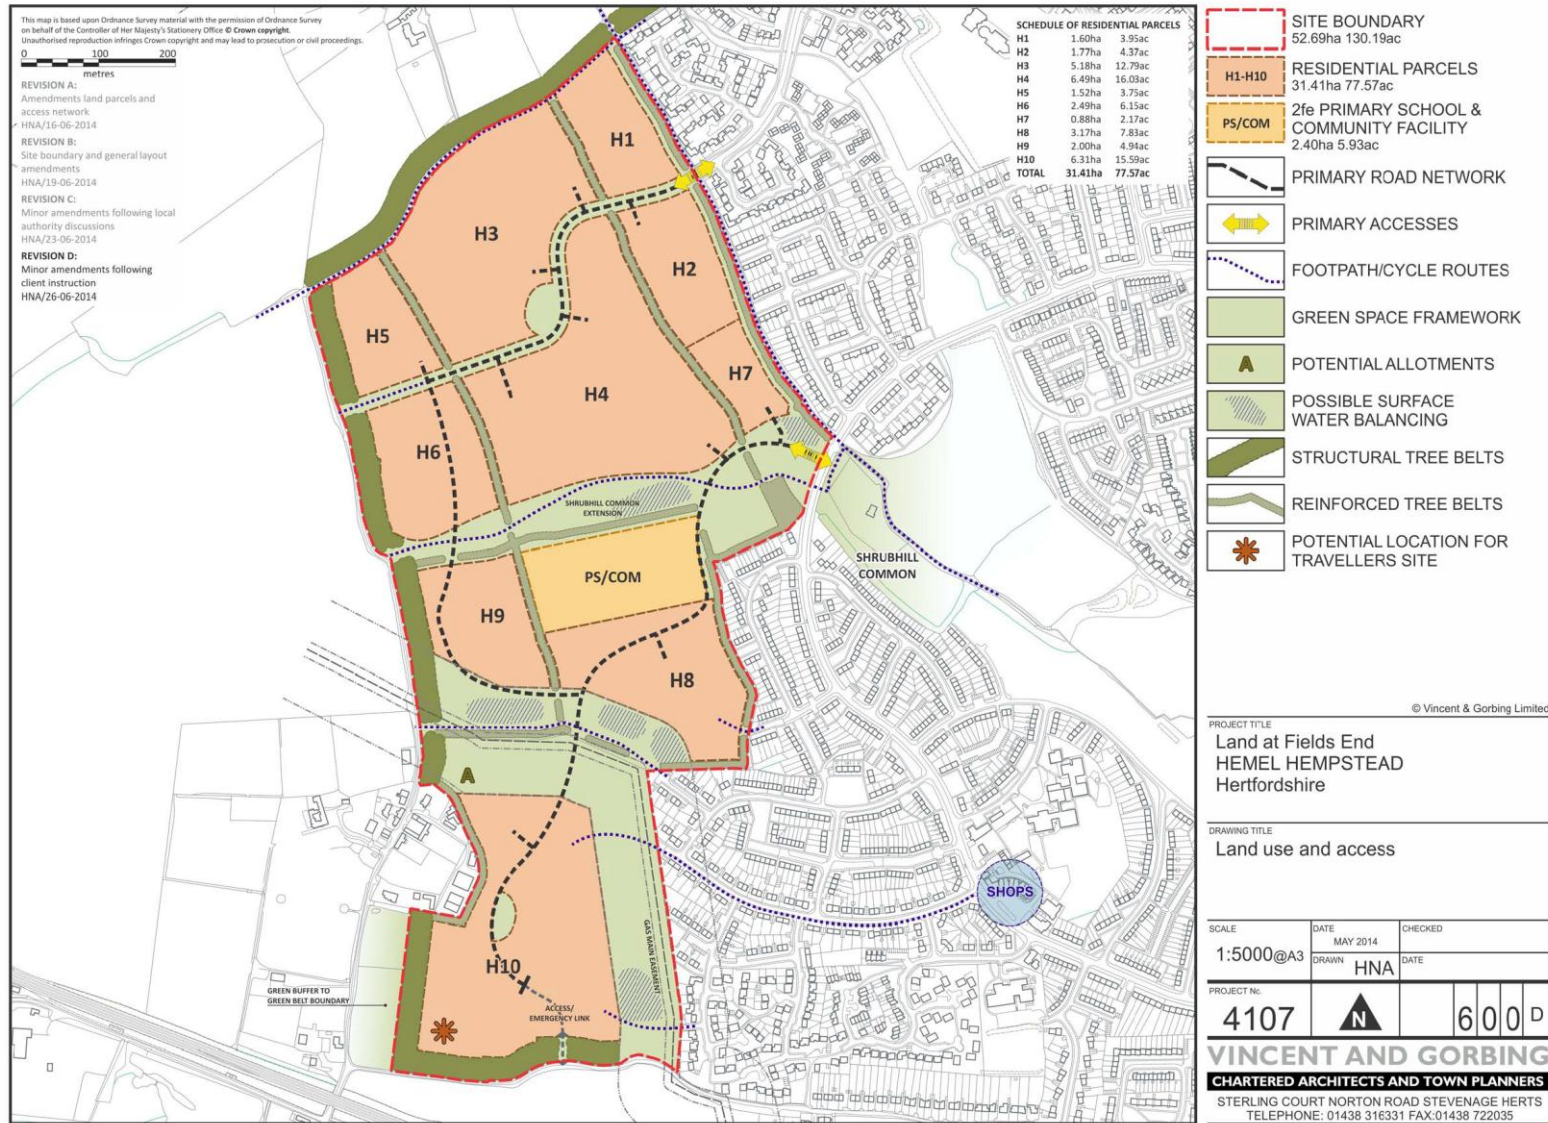 This map is based upon Ordnance Survey material with the permission of Ordnance Survey
on behalf of the Controller of Her Majesty's Stationery Office © Crown copyright.
Unauthorised reproduction infringes Crown copyright and may lead to prosecution or civil proceedings.
0 100 200
metres
REVISION A:
Amendments land parcels and
access network
HNA/16-06-2014
REVISION B:
Site boundary and general layout
amendments
HNA/19-06-2014
REVISION C:
Minor amendments following local
authority discussions
HNA/23-06-2014
REVISION D:
Minor amendments following
client instruction
HNA/26-06-2014
SCHEDULE OF RESIDENTIAL PARCELS
H1 1.60ha 3.95ac
H2 1.77ha 4.37ac
H3 5.18ha 12.79ac
H4 6.49ha 16.03ac
H5 1.52ha 3.75ac
H6 2.49ha 6.15ac
H7 0.88ha 2.17ac
H8 3.17ha 7.83ac
H9 2.00ha 4.94ac
H10 6.31ha 15.59ac
TOTAL 31.41ha 77.57ac
H1
H3
H2
H5
H7
H4
H6
SHRUBHILL COMMON
EXTENSION
SHRUBHILL
COMMON
PS/COM
H9
H8
A
SHOPS
GAS MAIN EASEMENT
H10
GREEN BUFFER TO
GREEN BELT BOUNDARY
ACCESS/
EMERGENCY LINK
SITE BOUNDARY
52.69ha 130.19ac
H1-H10
RESIDENTIAL PARCELS
31.41ha 77.57ac
PS/COM
2fe PRIMARY SCHOOL &
COMMUNITY FACILITY
2.40ha 5.93ac
PRIMARY ROAD NETWORK
PRIMARY ACCESSES
FOOTPATH/CYCLE ROUTES
GREEN SPACE FRAMEWORK
A
POTENTIAL ALLOTMENTS
POSSIBLE SURFACE
WATER BALANCING
STRUCTURAL TREE BELTS
REINFORCED TREE BELTS
POTENTIAL LOCATION FOR
TRAVELLERS SITE
© Vincent & Gorbing Limited
PROJECT TITLE
Land at Fields End
HEMEL HEMPSTEAD
Hertfordshire
DRAWING TITLE
Land use and access
SCALE
1:5000@A3
DATE
MAY 2014
CHECKED
DRAWN HNA
DATE
PROJECT No.
4107
N
600 D
VINCENT AND GORBING
CHARTERED ARCHITECTS AND TOWN PLANNERS
STERLING COURT NORTON ROAD STEVENAGE HERTS
TELEPHONE: 01438 316331 FAX:01438 722035